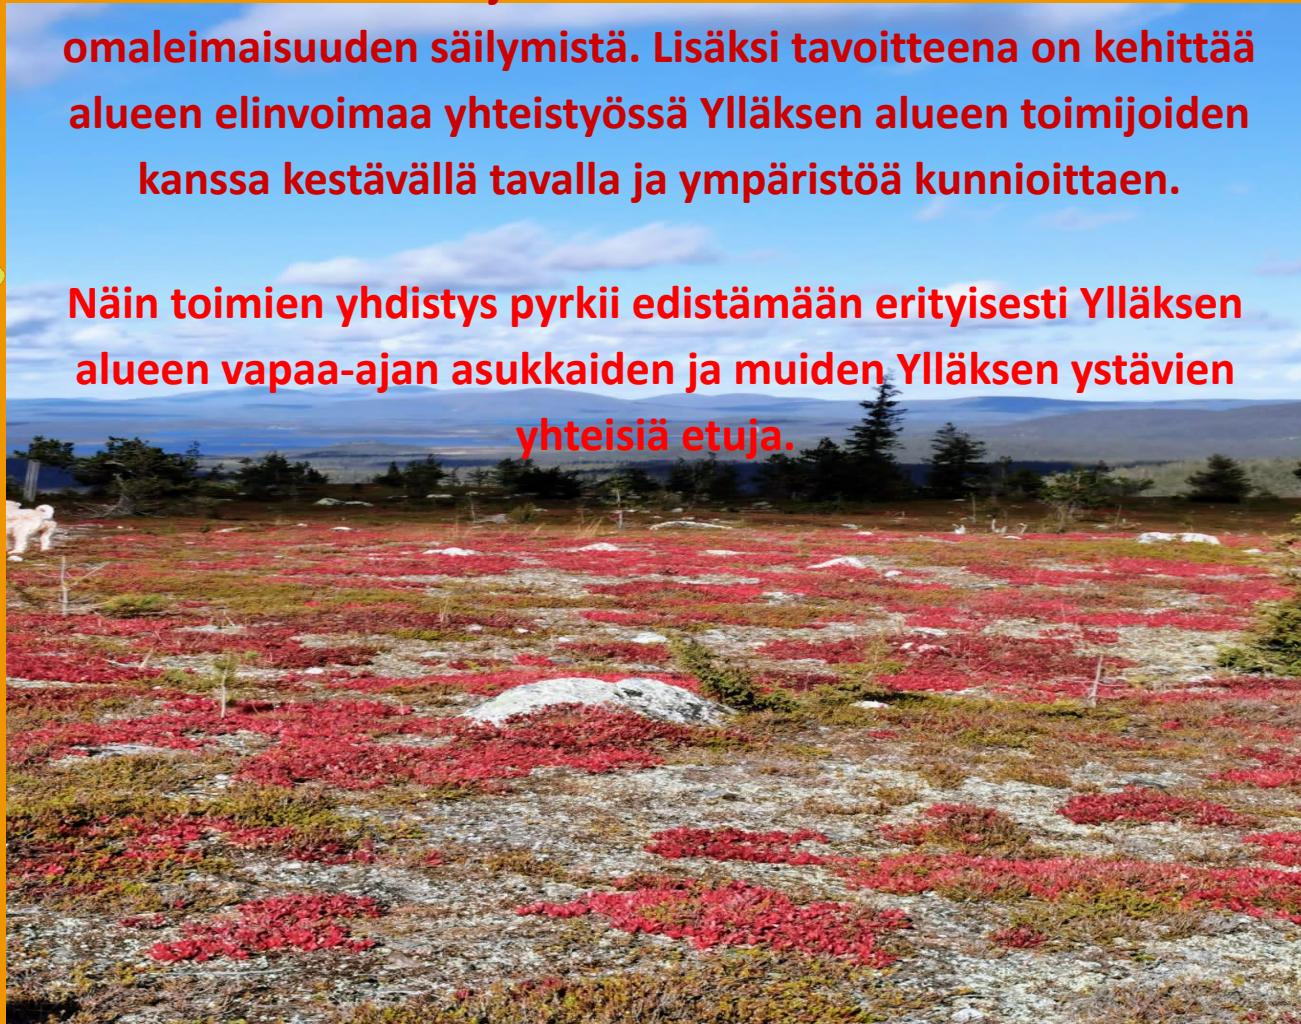 omaleimaisuuden säilymistä. Lisäksi tavoitteena on kehittää
alueen elinvoimaa yhteistyössä Ylläksen alueen toimijoiden
kanssa kestävällä tavalla ja ympäristöä kunnioittaen.
Näin toimien yhdistys pyrkii edistämään erityisesti Ylläksen
alueen vapaa-ajan asukkaiden ja muiden Ylläksen ystävien
yhteisiä etuja.